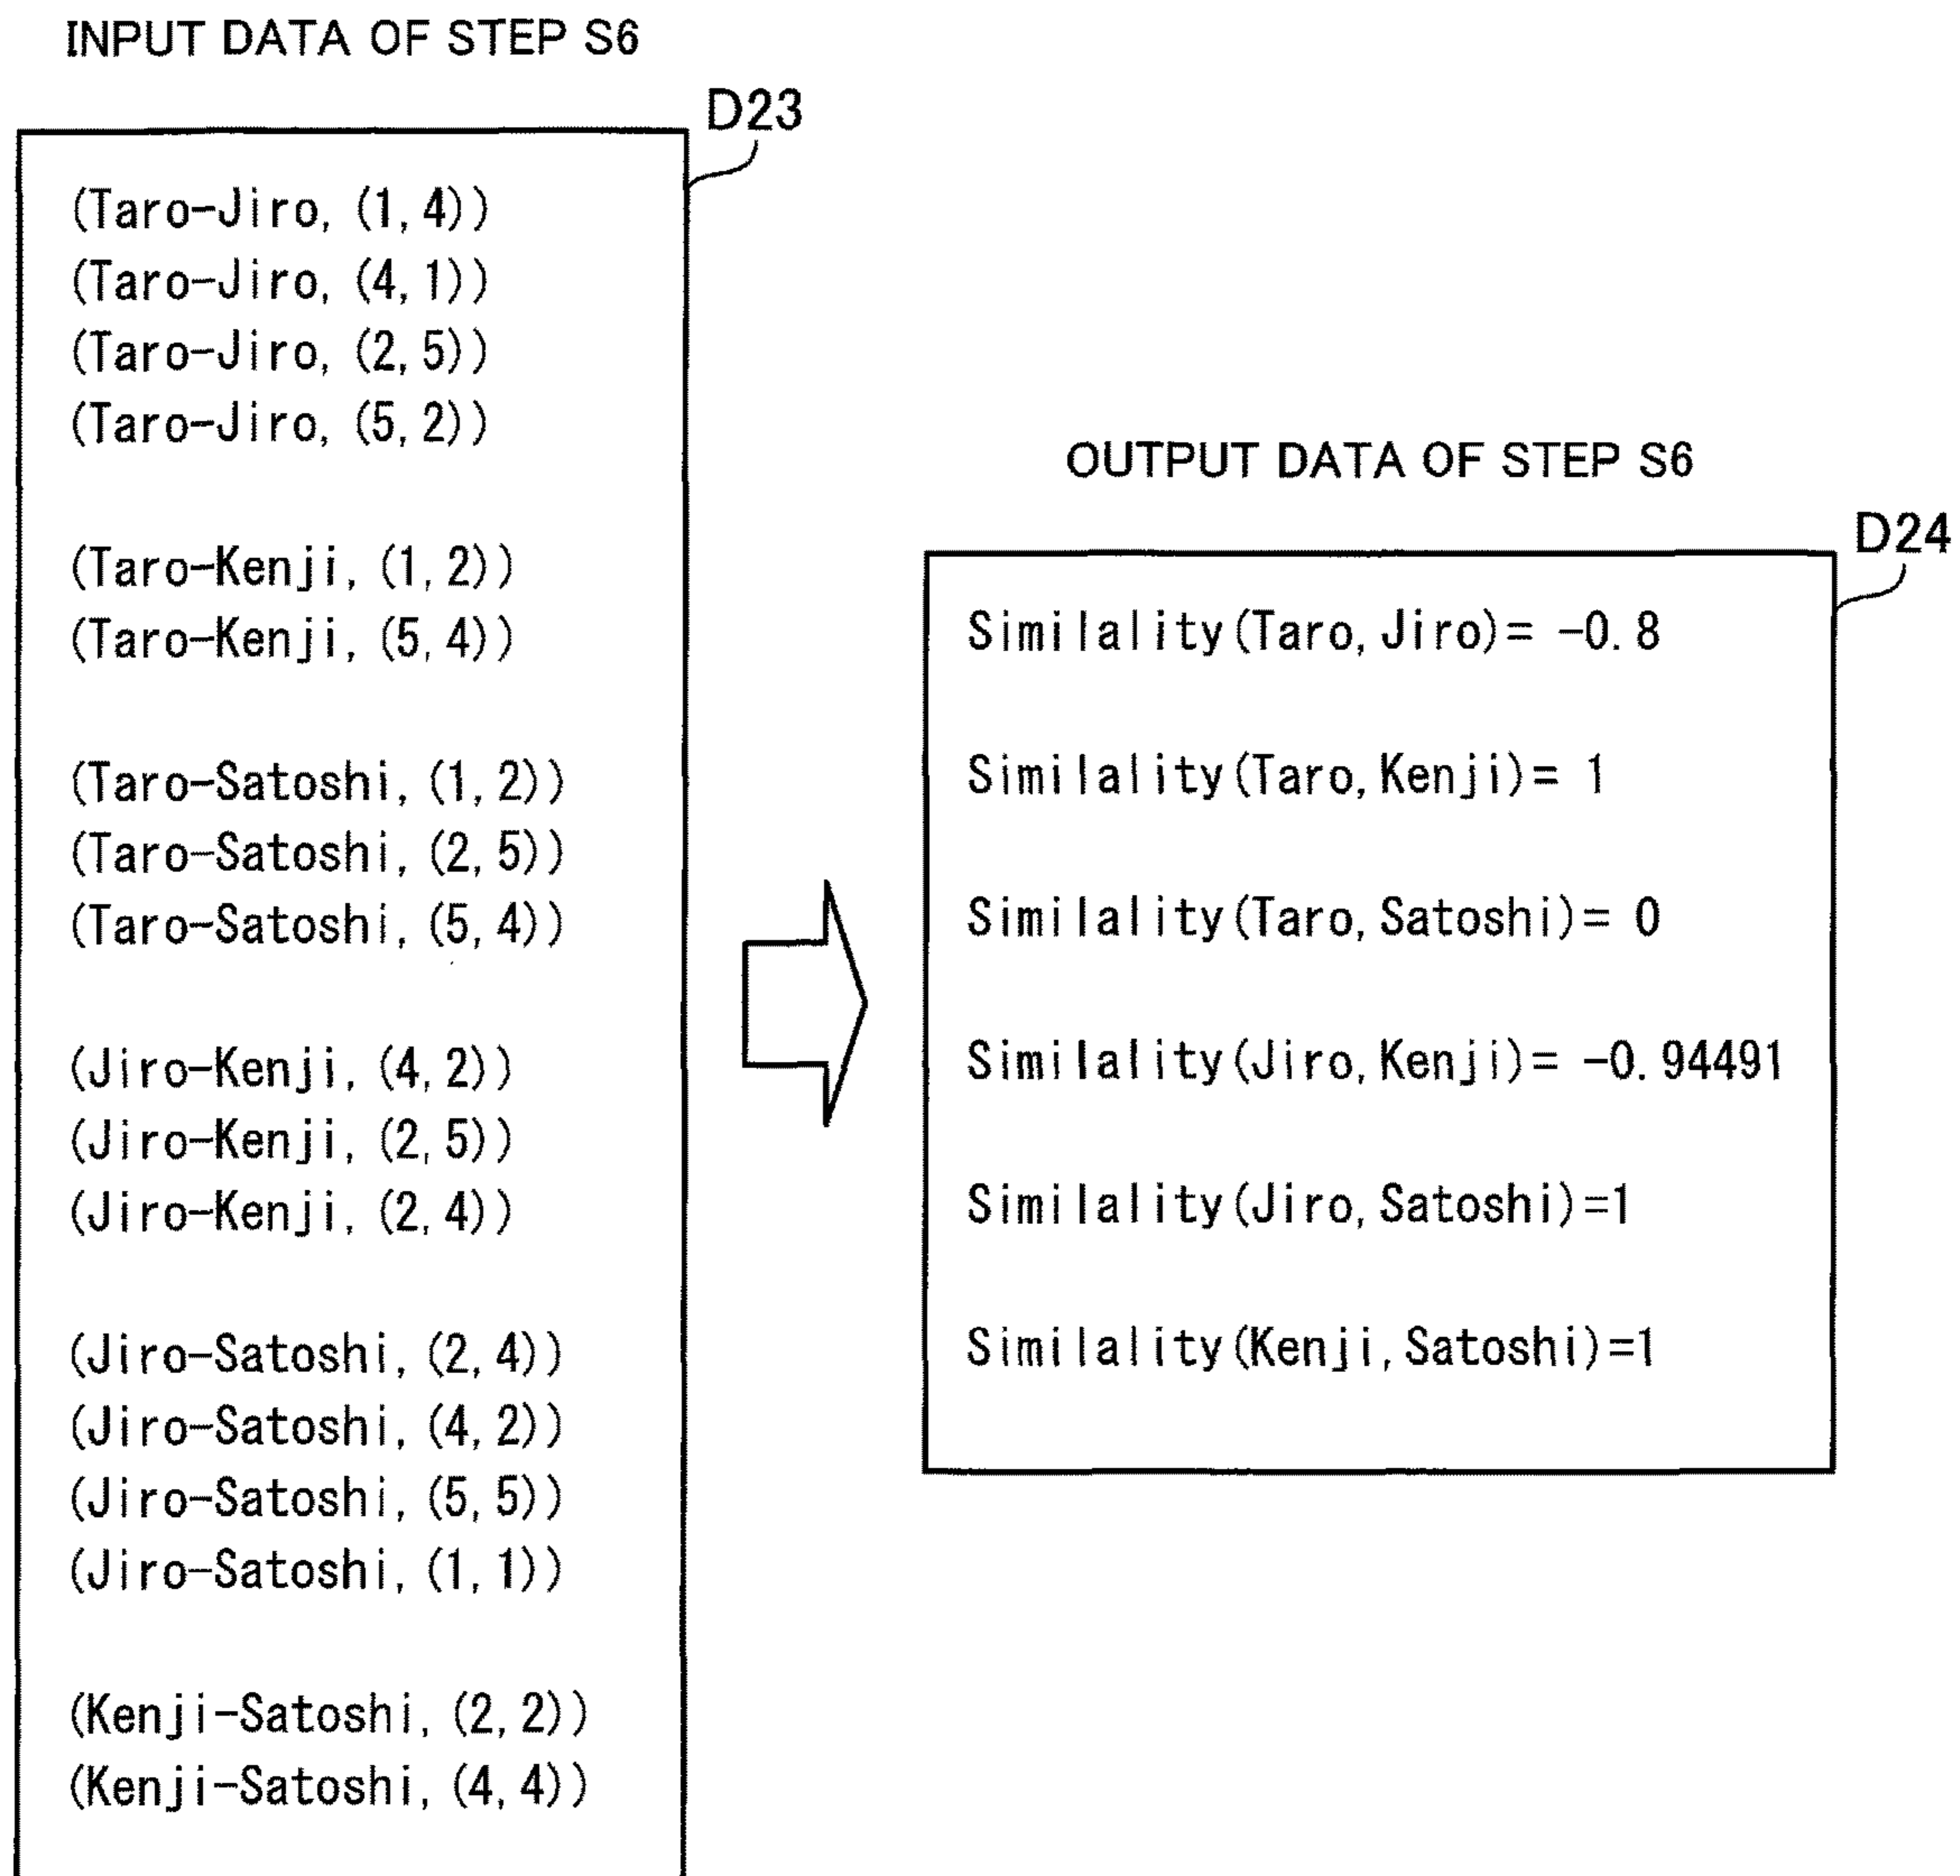 INPUT DATA OF STEP S6
D23
(Taro-Jiro, (1, 4))
(Taro-Jiro, (4, 1))
(Taro-Jiro, (2, 5))
(Taro-Jiro, (5, 2))
(Taro-Kenji, (1, 2))
(Taro-Kenji, (5, 4))
(Taro-Satoshi, (1, 2))
(Taro-Satoshi, (2, 5))
(Taro-Satoshi, (5, 4))
(Jiro-Kenji, (4, 2))
(Jiro-Kenji, (2, 5))
(Jiro-Kenji, (2, 4))
(Jiro-Satoshi, (2, 4))
(Jiro-Satoshi, (4, 2))
(Jiro-Satoshi, (5, 5))
(Jiro-Satoshi, (1, 1))
(Kenji-Satoshi, (2, 2))
(Kenji-Satoshi, (4, 4))
OUTPUT DATA OF STEP S6
D24
Similality(Taro, Jiro)= -0.8
Similality(Taro, Kenji)= 1
Similality(Taro, Satoshi)= 0
Similality(Jiro, Kenji)= -0.94491
Similality(Jiro, Satoshi)=1
Similality(Kenji, Satoshi)=1